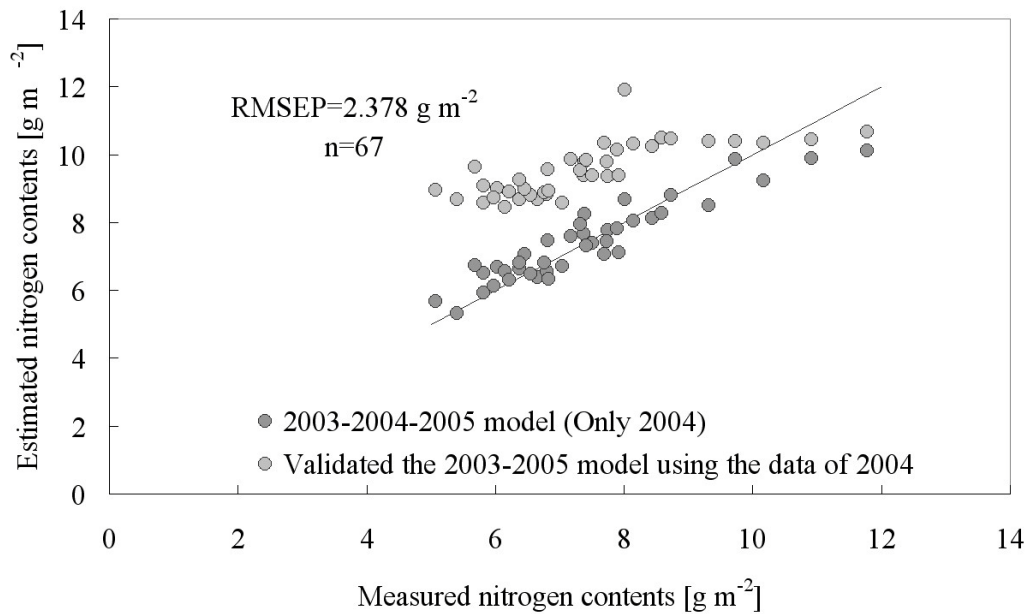 14
12
10
8
6
4
2
0
Estimated nitrogen contents [g m ⁻²]
RMSEP=2.378 g m⁻²
n=67
2003-2004-2005 model (Only 2004)
Validated the 2003-2005 model using the data of 2004
0 2 4 6 8 10 12 14
Measured nitrogen contents [g m⁻²]